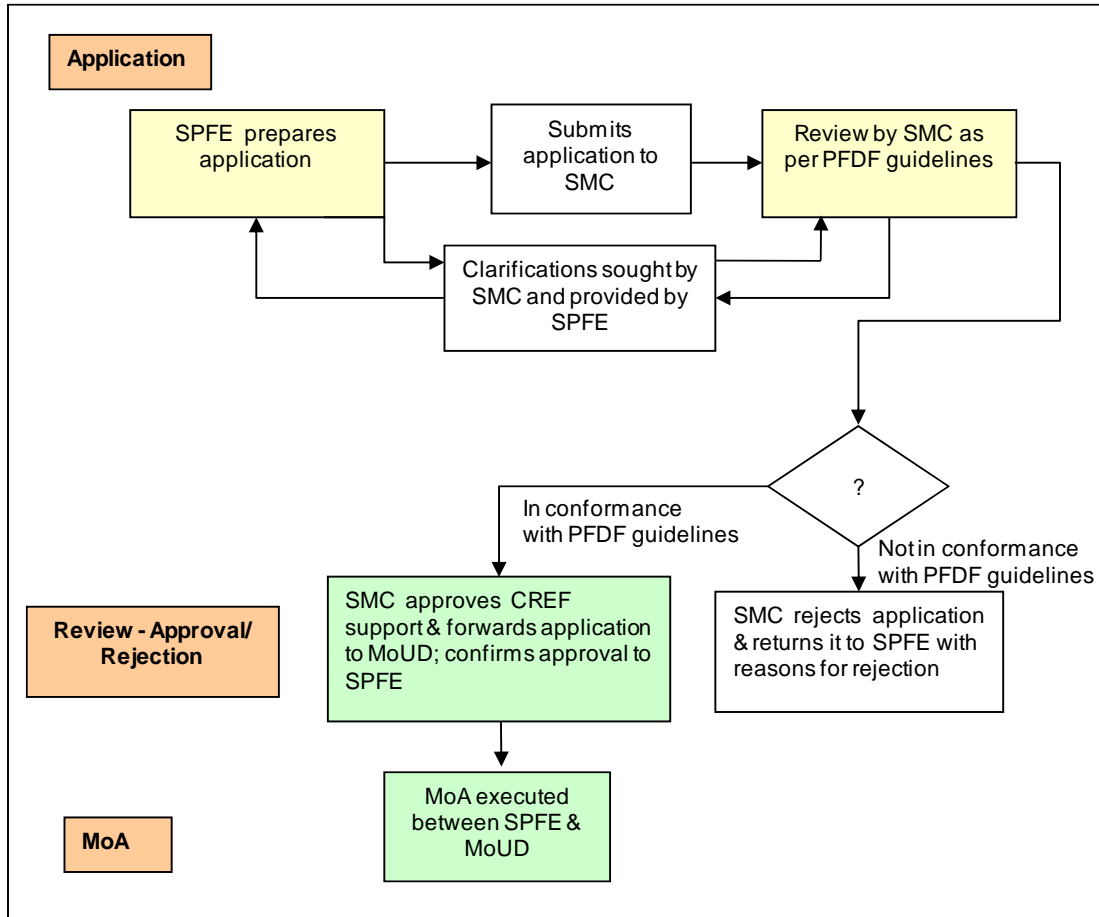 Application
SPFE prepares
application
Submits
application to
SMC
Review by SMC as
per PFDF guidelines
Clarifications sought by
SMC and provided by
SPFE
?
In conformance
with PFDF guidelines
Not in conformance
with PFDF guidelines
Review - Approval/
Rejection
SMC approves CREF
support & forwards application
to MoUD; confirms approval to
SPFE
SMC rejects application
& returns it to SPFE with
reasons for rejection
MoA
MoA executed
between SPFE &
MoUD